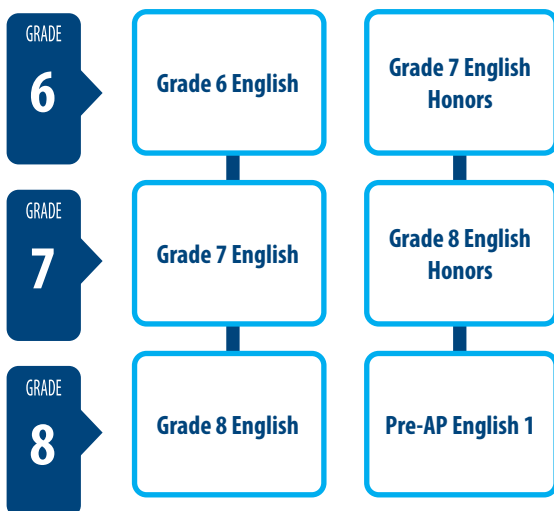 GRADE
6
Grade 6 English
Grade 7 English
Honors
GRADE
7
Grade 7 English
Grade 8 English
Honors
GRADE
8
Grade 8 English
Pre-AP English 1